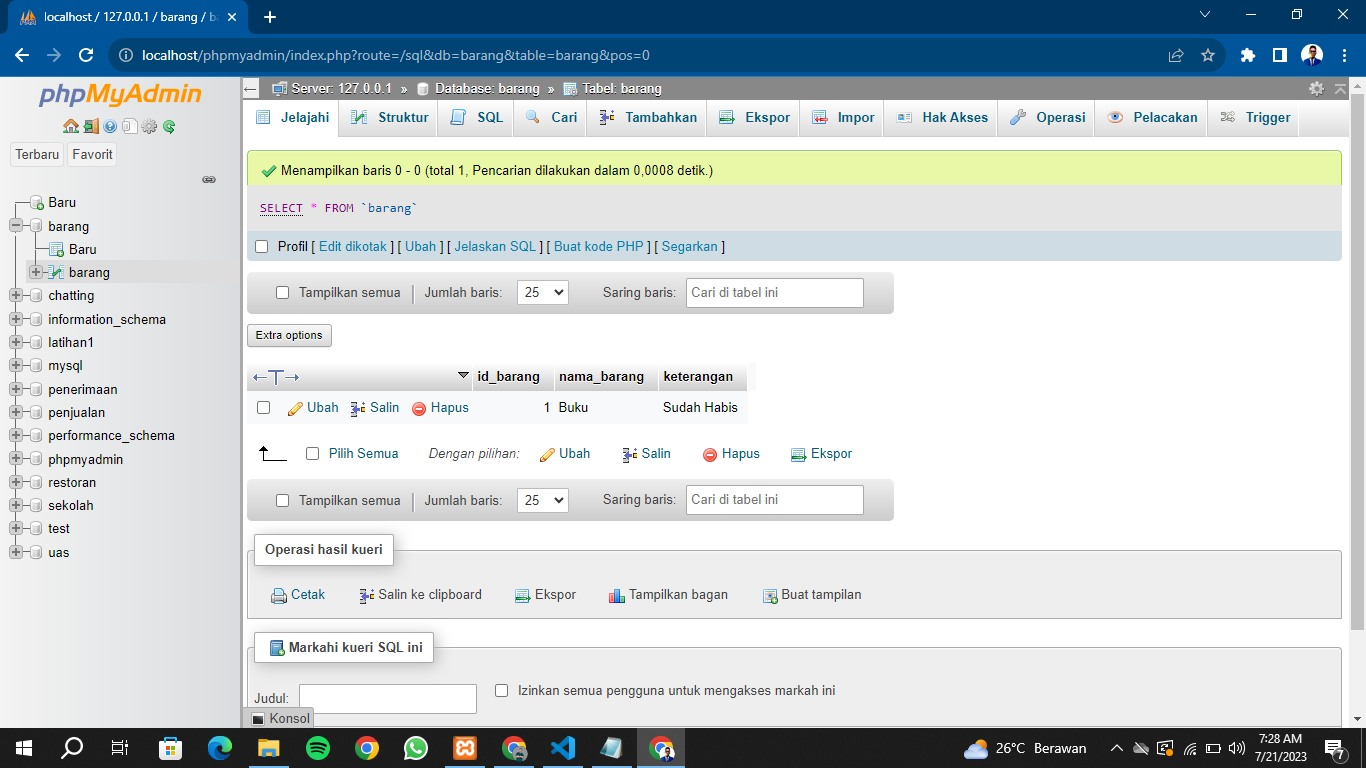 localhost / 127.0.0.1 / barang / ba
localhost/phpmyadmin/index.php?route=/sql&db=barang&table=barang&pos=0
phpMyAdmin
Terbaru Favorit
Baru
barang
Baru
barang
chatting
information_schema
latihan1
mysql
penerimaan
penjualan
performance_schema
phpmyadmin
restoran
sekolah
test
uas
Server: 127.0.0.1 » Database: barang » Tabel: barang
Jelajahi Struktur SQL Cari Tambahkan Ekspor Impor Hak Akses Operasi Pelacakan Trigger
Menampilkan baris 0 - 0 (total 1, Pencarian dilakukan dalam 0,0008 detik.)
SELECT * FROM `barang`
Profil [ Edit dikotak ] [ Ubah ] [ Jelaskan SQL ] [ Buat kode PHP ] [ Segarkan ]
Tampilkan semua Jumlah baris: 25 Saring baris: Cari di tabel ini
Extra options
←T→ id_barang nama_barang keterangan
Ubah Salin Hapus 1 Buku Sudah Habis
Pilih Semua Dengan pilihan: Ubah Salin Hapus Ekspor
Tampilkan semua Jumlah baris: 25 Saring baris: Cari di tabel ini
Operasi hasil kueri
Cetak Salin ke clipboard Ekspor Tampilkan bagan Buat tampilan
Markahi kueri SQL ini
Judul: Izinkan semua pengguna untuk mengakses markah ini
Konsol
26°C Berawan
7:28 AM
7/21/2023
7